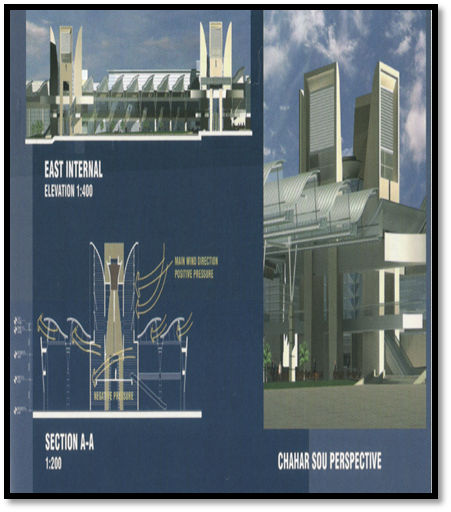 EAST INTERNAL
ELEVATION 1:400
MAIN WIND DIRECTION
POSITIVE PRESSURE
NEGATIVE PRESSURE
SECTION A-A
1:200
CHAHAR SOU PERSPECTIVE